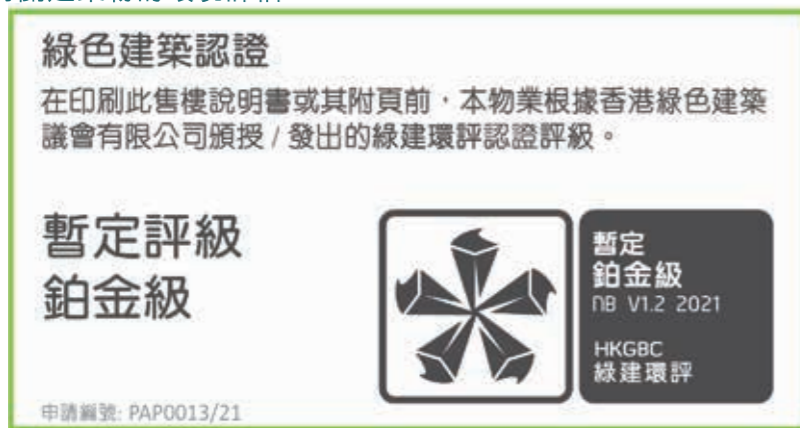 綠色建築認證
在印刷此售樓說明書或其附頁前，本物業根據香港綠色建築
議會有限公司頒授 / 發出的綠建環評認證評級。
暫定評級
鉑金級
暫定
鉑金級
NB V1.2 2021
HKGBC
綠建環評
申請編號: PAP0013/21